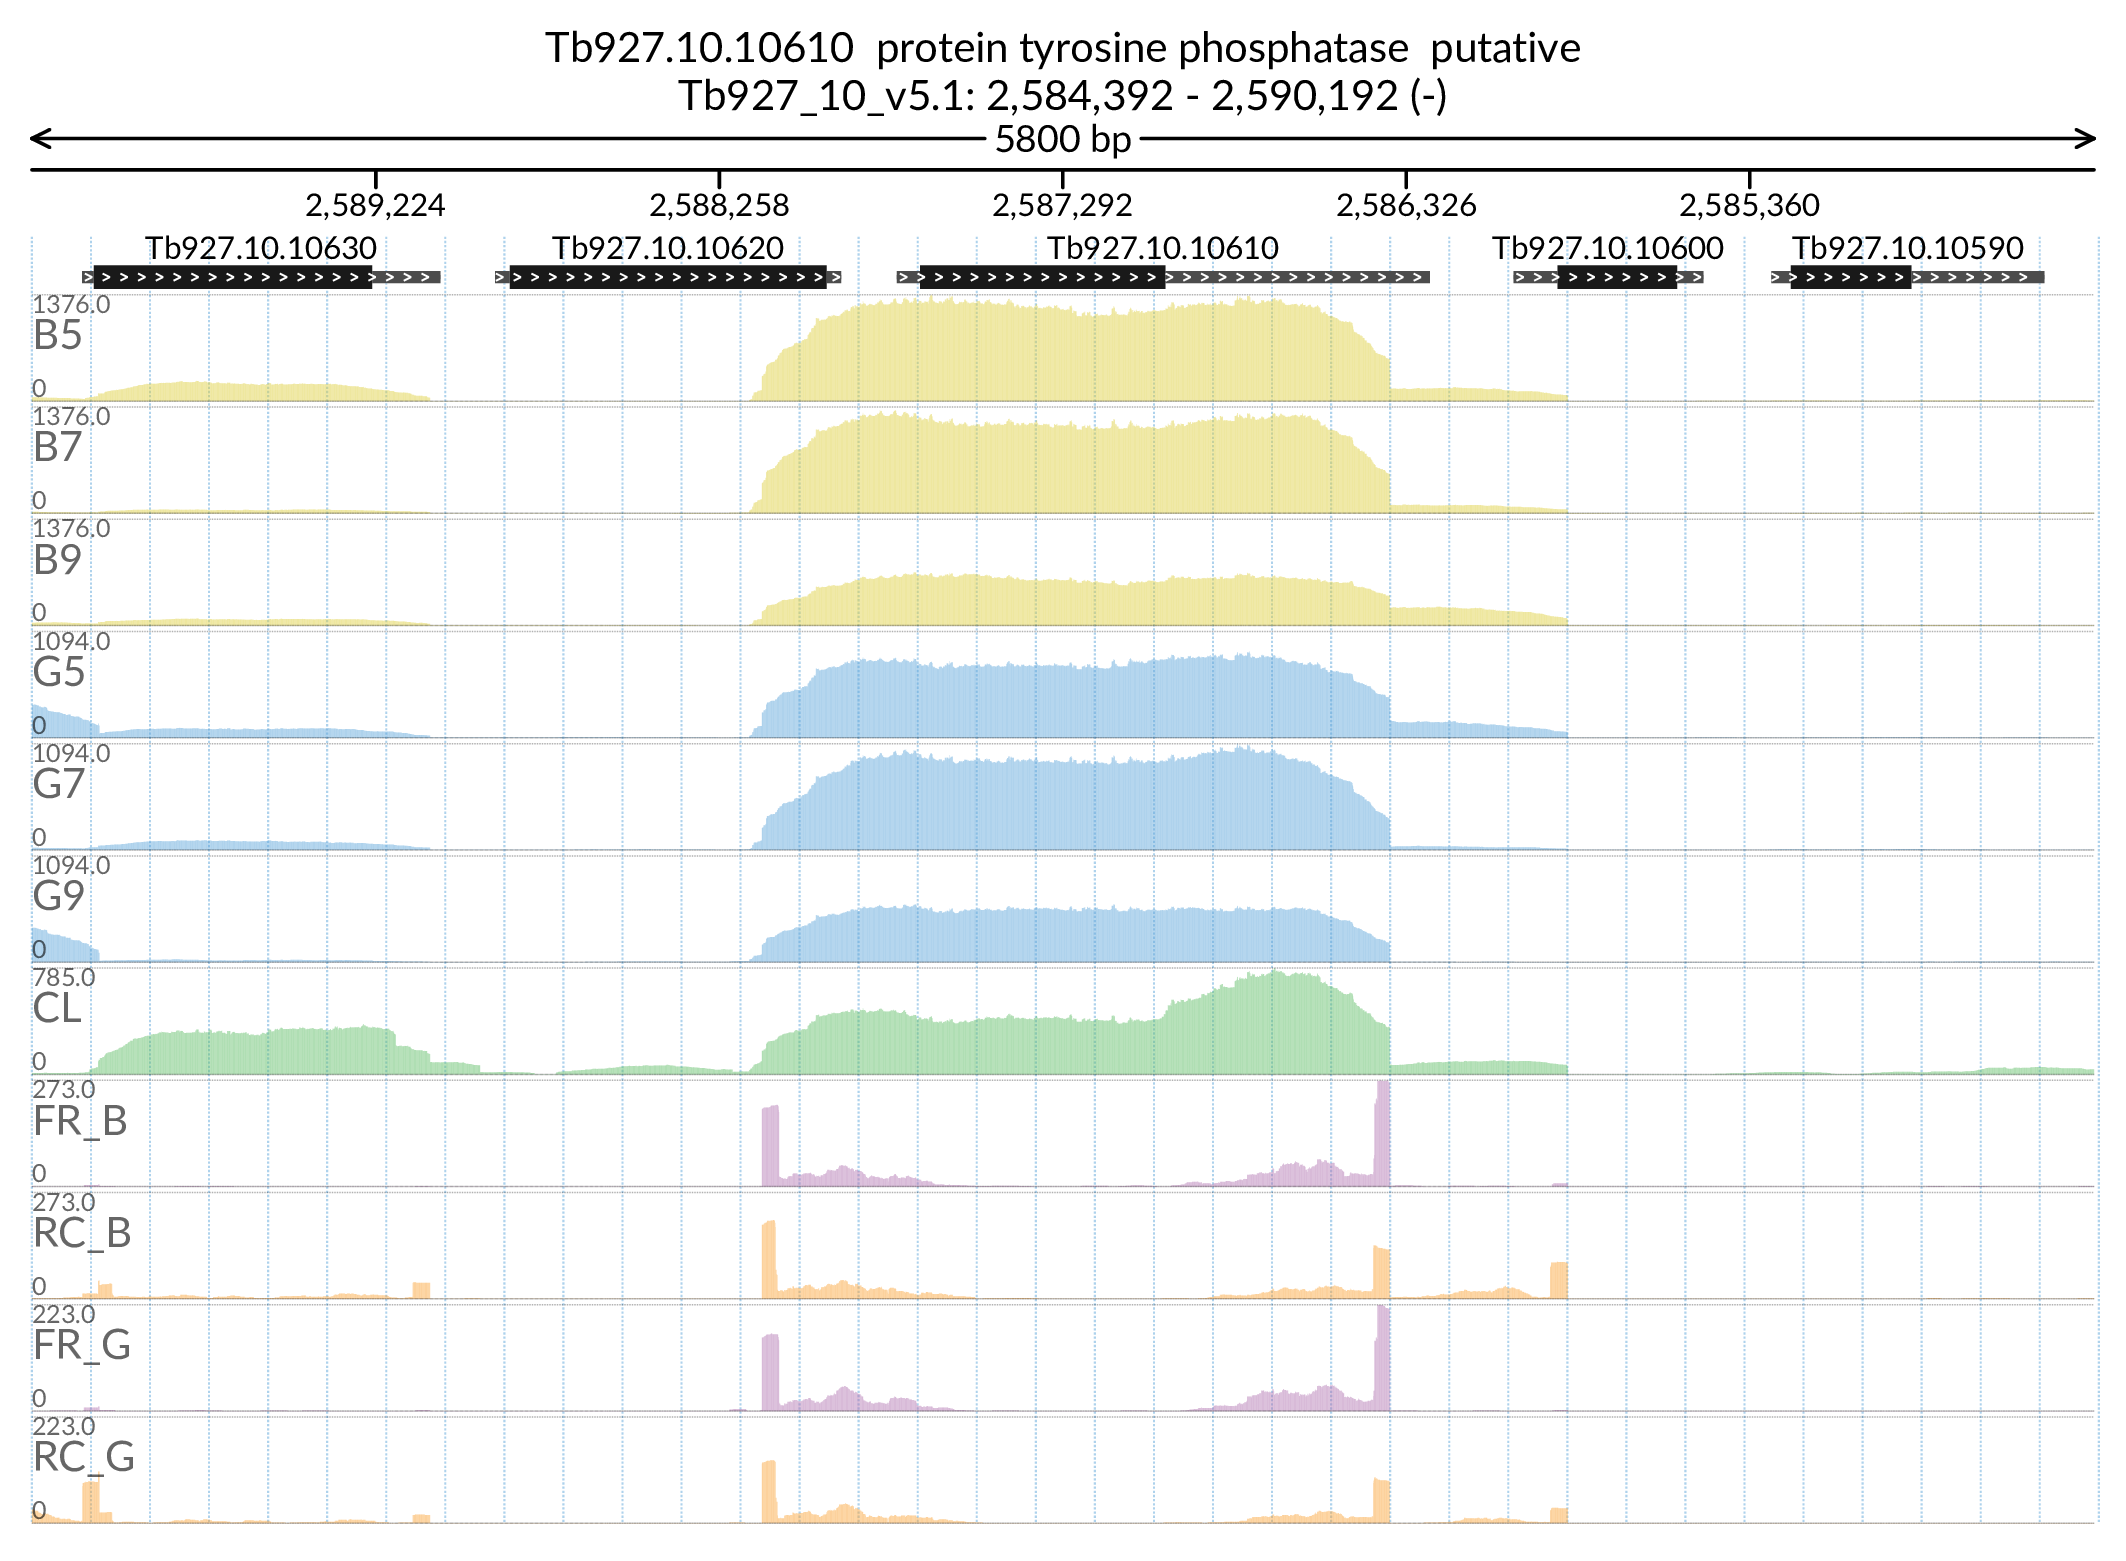 Tb927.10.10610 protein tyrosine phosphatase putative
Tb927_10_v5.1: 2,584,392 - 2,590,192 (-)
5800 bp
2,589,224 2,588,258 2,587,292 2,586,326 2,585,360
Tb927.10.10630 Tb927.10.10620 Tb927.10.10610 Tb927.10.10600 Tb927.10.10590
1376.0
B5
0
1376.0
B7
0
1376.0
B9
0
1094.0
G5
0
1094.0
G7
0
1094.0
G9
0
785.0
CL
0
273.0
FR_B
0
273.0
RC_B
0
223.0
FR_G
0
223.0
RC_G
0